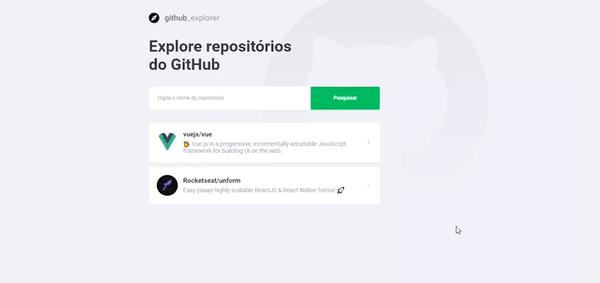 github_explorer
Explore repositórios
do GitHub
Digite o nome do repositório
Pesquisar
vuejs/vue
🖖 Vue.js is a progressive, incrementally-adoptable JavaScript
framework for building UI on the web.
Rocketseat/unform
Easy peasy highly scalable ReactJS & React Native forms! 🚀